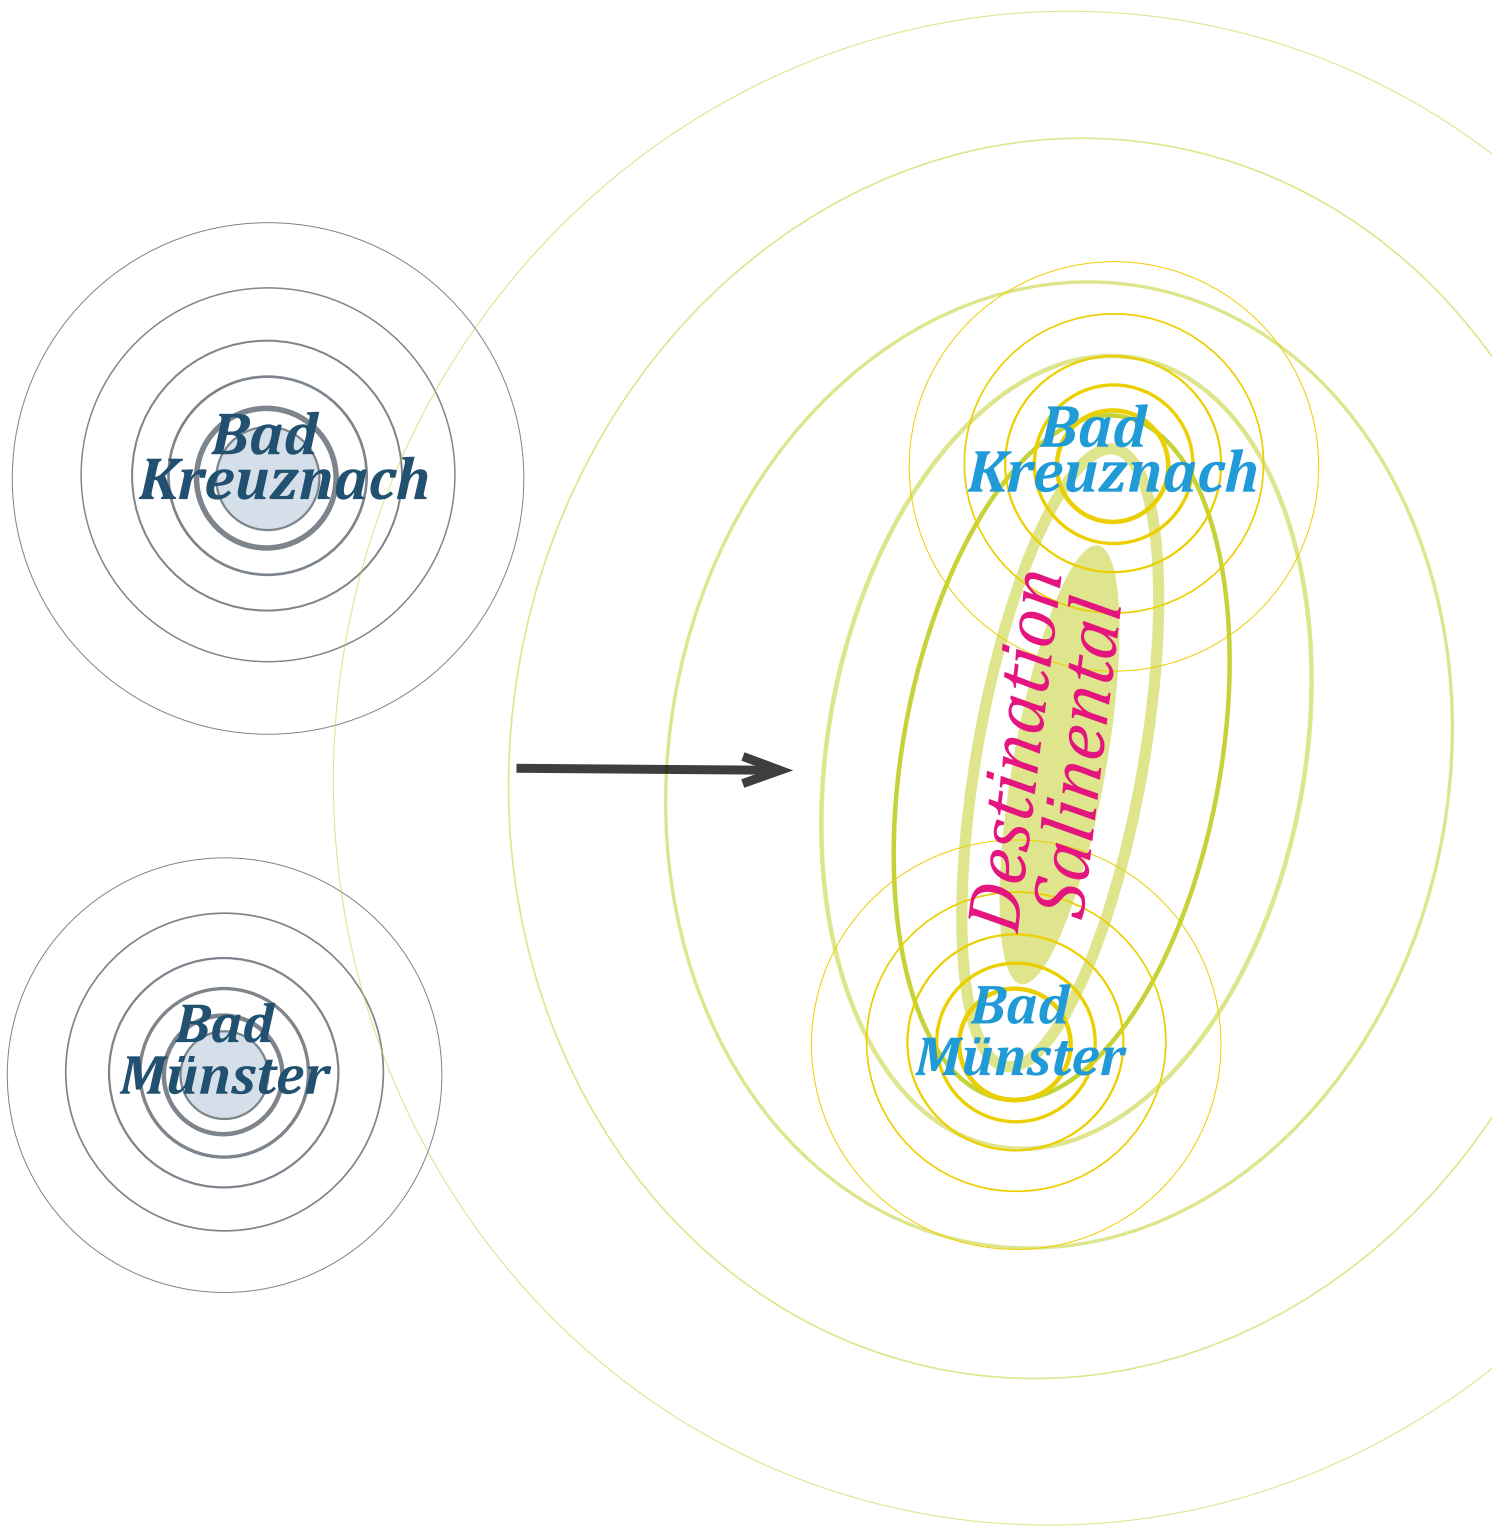 Bad
Kreuznach
Bad
Münster
Bad
Kreuznach
Destination
Salinental
Bad
Münster